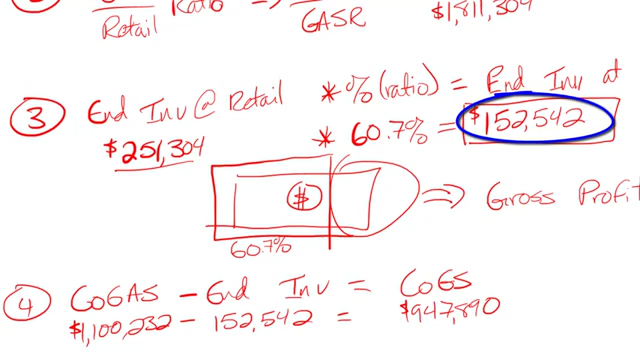 Retail Ratio => GASR $1,811,304
③ End Inv @ Retail * % (ratio) = End Inv at
$251,304 * 60.7% = $152,542
$ => Gross Profit
60.7%
④ CoGAS - End Inv = CoGS
$1,100,232 - 152,542 = $947,890